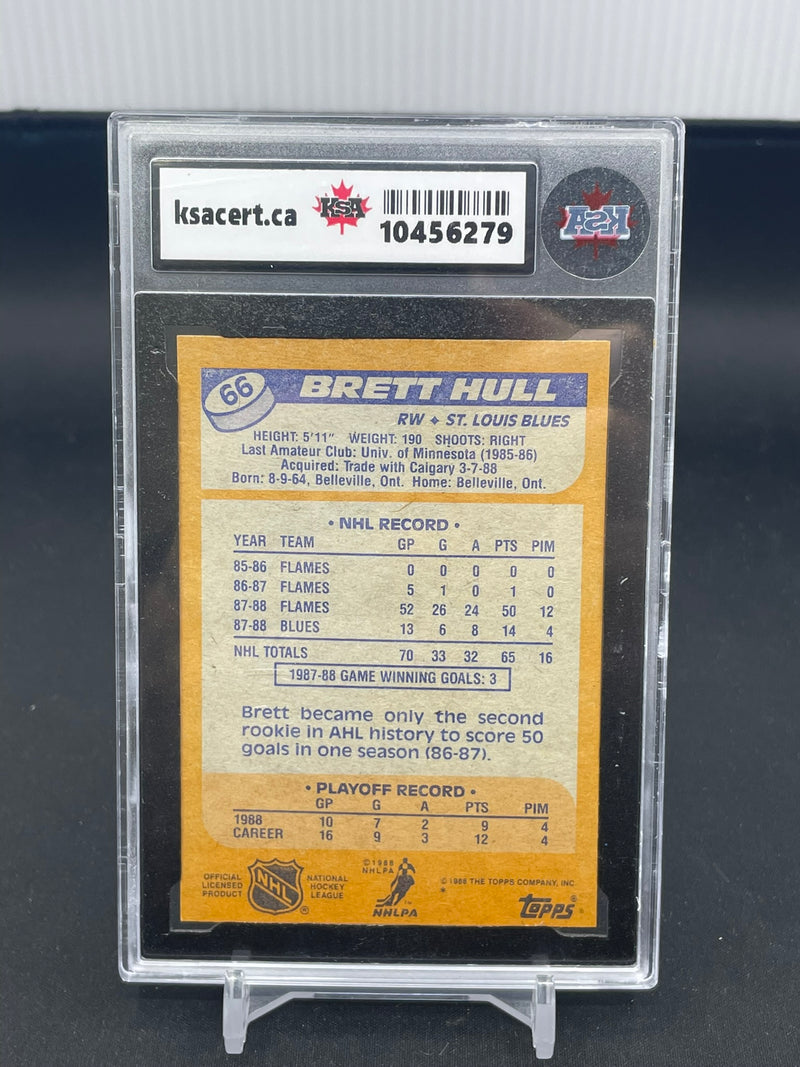 ksacert.ca KSA
10456279
KSA
66 BRETT HULL
RW ♦ ST. LOUIS BLUES
HEIGHT: 5'11" WEIGHT: 190 SHOOTS: RIGHT
Last Amateur Club: Univ. of Minnesota (1985-86)
Acquired: Trade with Calgary 3-7-88
Born: 8-9-64, Belleville, Ont. Home: Belleville, Ont.
• NHL RECORD •
YEAR TEAM GP G A PTS PIM
85-86 FLAMES 0 0 0 0 0
86-87 FLAMES 5 1 0 1 0
87-88 FLAMES 52 26 24 50 12
87-88 BLUES 13 6 8 14 4
NHL TOTALS 70 33 32 65 16
1987-88 GAME WINNING GOALS: 3
Brett became only the second
rookie in AHL history to score 50
goals in one season (86-87).
• PLAYOFF RECORD •
GP G A PTS PIM
1988 10 7 2 9 4
CAREER 16 9 3 12 4
OFFICIAL
LICENSED
PRODUCT
NHL ®
NATIONAL
HOCKEY
LEAGUE
© 1988
NHLPA
™
NHLPA
© 1988 THE TOPPS COMPANY, INC.
*
topps ®